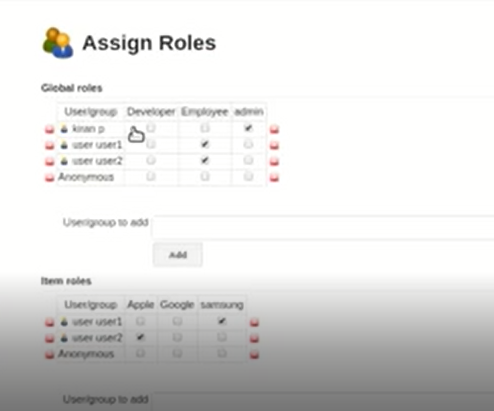 Assign Roles
Global roles
User/group Developer Employee admin
kiran p
user user1
user user2
Anonymous
User/group to add
Add
Item roles
User/group Apple Google samsung
user user1
user user2
Anonymous
User/group to add